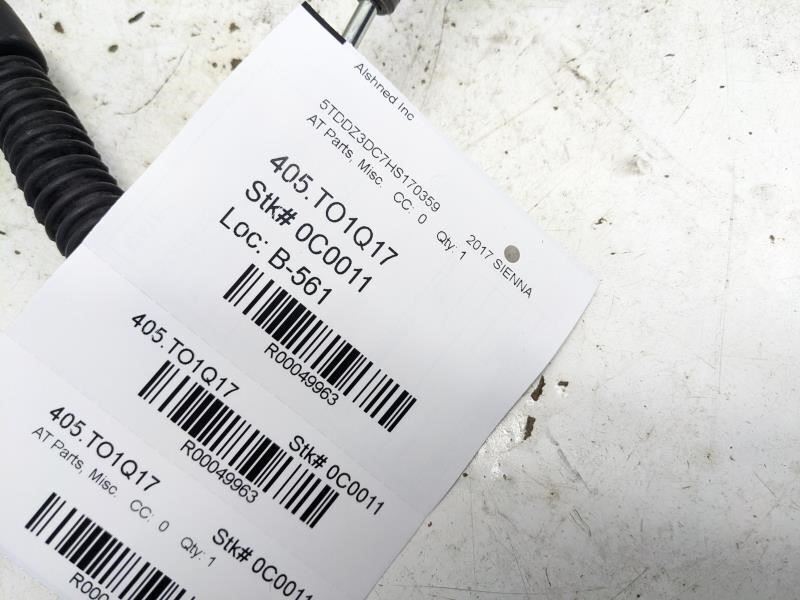 Alshned Inc
5TDDZ3DC7HS170359 2017 SIENNA
AT Parts, Misc. CC: 0 Qty: 1
405.TO1Q17
Stk# 0C0011
Loc: B-561
R00049963
405.TO1Q17 Stk# 0C0011
R00049963
405.TO1Q17 Stk# 0C0011
AT Parts, Misc. CC: 0 Qty: 1